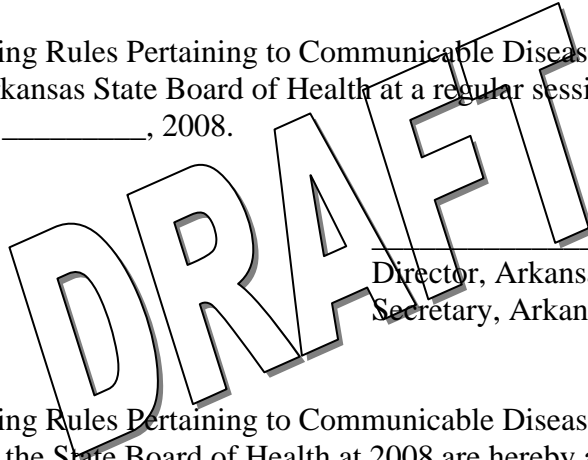 ing Rules Pertaining to Communicable Diseas
kansas State Board of Health at a regular sessi
_________, 2008.
DRAFT
Director, Arkans
Secretary, Arkan
ing Rules Pertaining to Communicable Diseas
the State Board of Health at 2008 are hereby